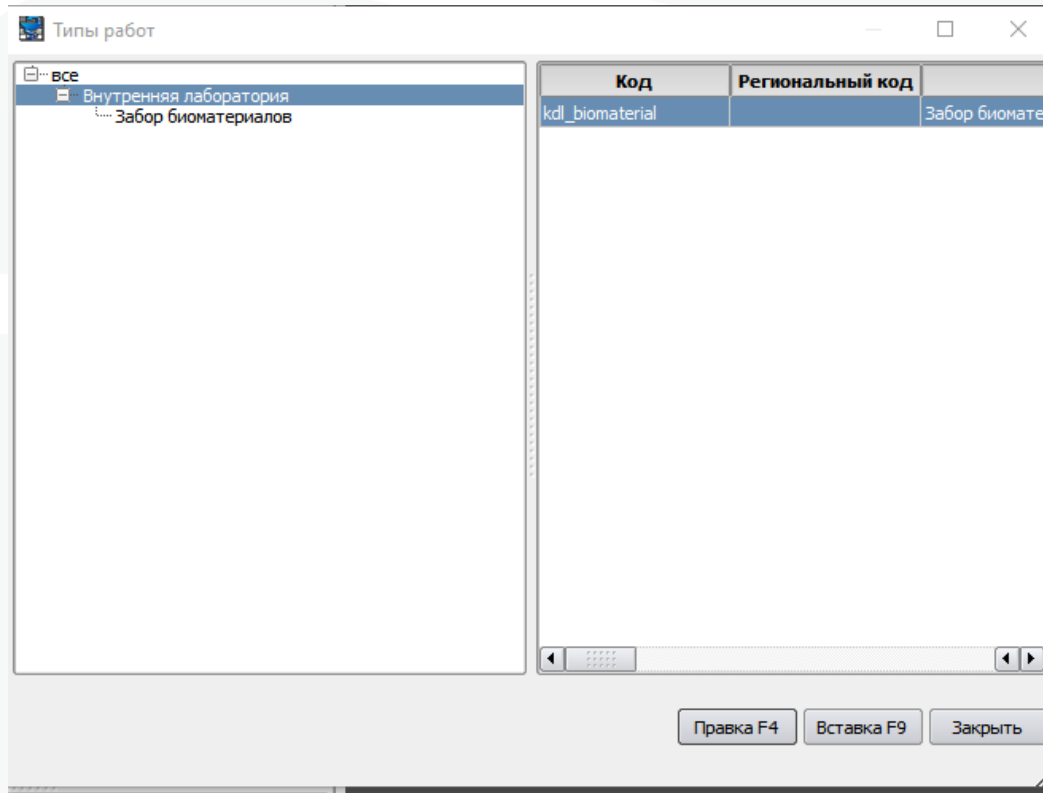 Типы работ
все
Внутренняя лаборатория
Забор биоматериалов
Код Региональный код
kdl_biomaterial Забор биомате
Правка F4 Вставка F9 Закрыть